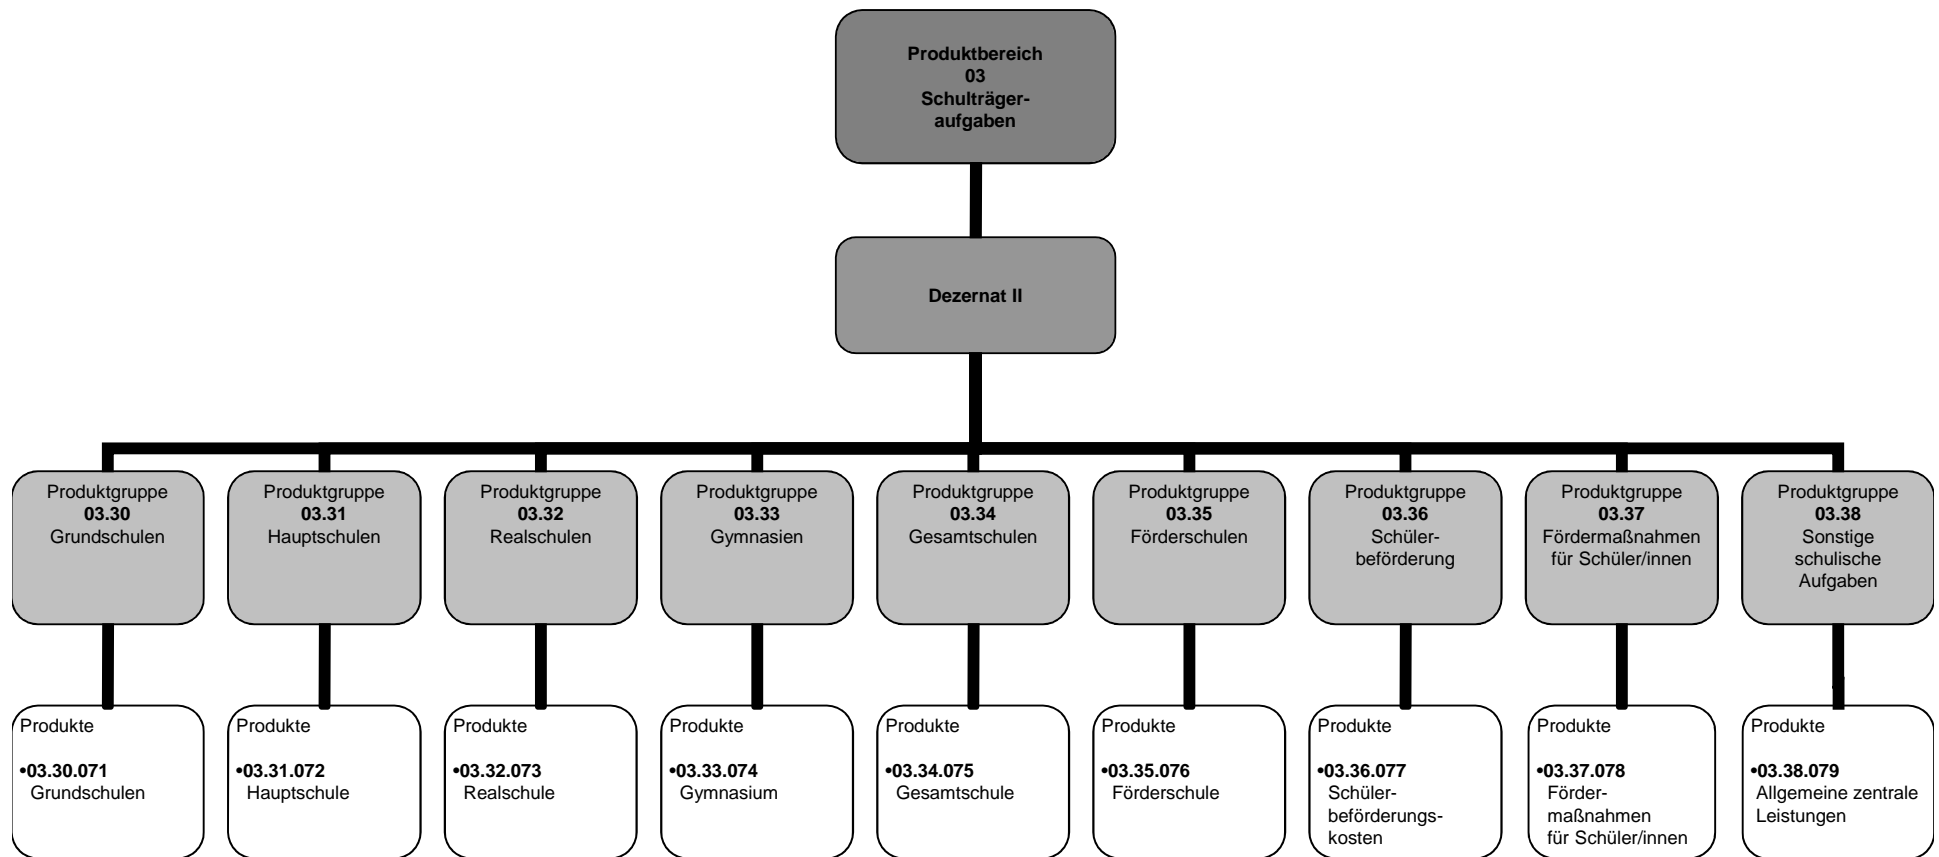 Produktbereich
03
Schulträger-
aufgaben
Dezernat II
Produktgruppe
03.30
Grundschulen
Produktgruppe
03.31
Hauptschulen
Produktgruppe
03.32
Realschulen
Produktgruppe
03.33
Gymnasien
Produktgruppe
03.34
Gesamtschulen
Produktgruppe
03.35
Förderschulen
Produktgruppe
03.36
Schüler-
beförderung
Produktgruppe
03.37
Fördermaßnahmen
für Schüler/innen
Produktgruppe
03.38
Sonstige
schulische
Aufgaben
Produkte
•03.30.071
Grundschulen
Produkte
•03.31.072
Hauptschule
Produkte
•03.32.073
Realschule
Produkte
•03.33.074
Gymnasium
Produkte
•03.34.075
Gesamtschule
Produkte
•03.35.076
Förderschule
Produkte
•03.36.077
Schüler-
beförderungs-
kosten
Produkte
•03.37.078
Förder-
maßnahmen
für Schüler/innen
Produkte
•03.38.079
Allgemeine zentrale
Leistungen